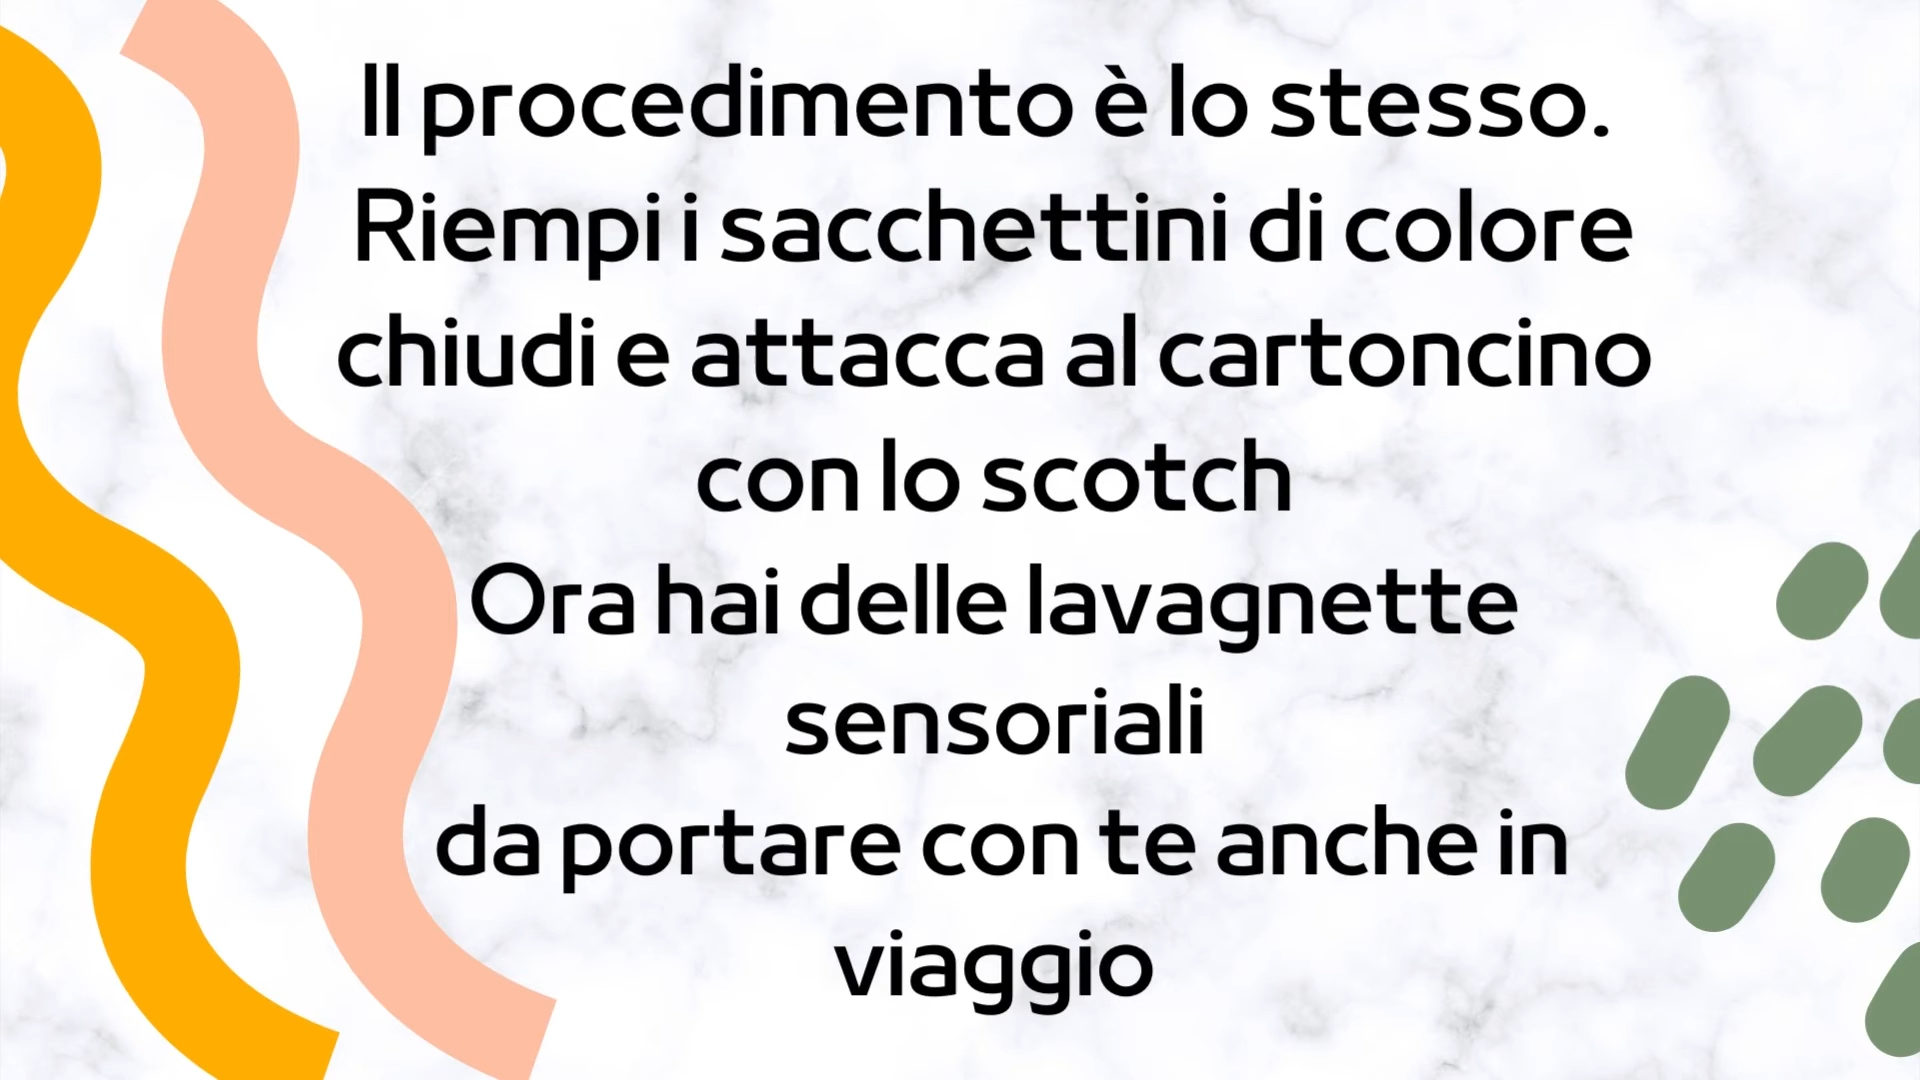 Il procedimento è lo stesso.
Riempi i sacchettini di colore
chiudi e attacca al cartoncino
con lo scotch
Ora hai delle lavagnette
sensoriali
da portare con te anche in
viaggio